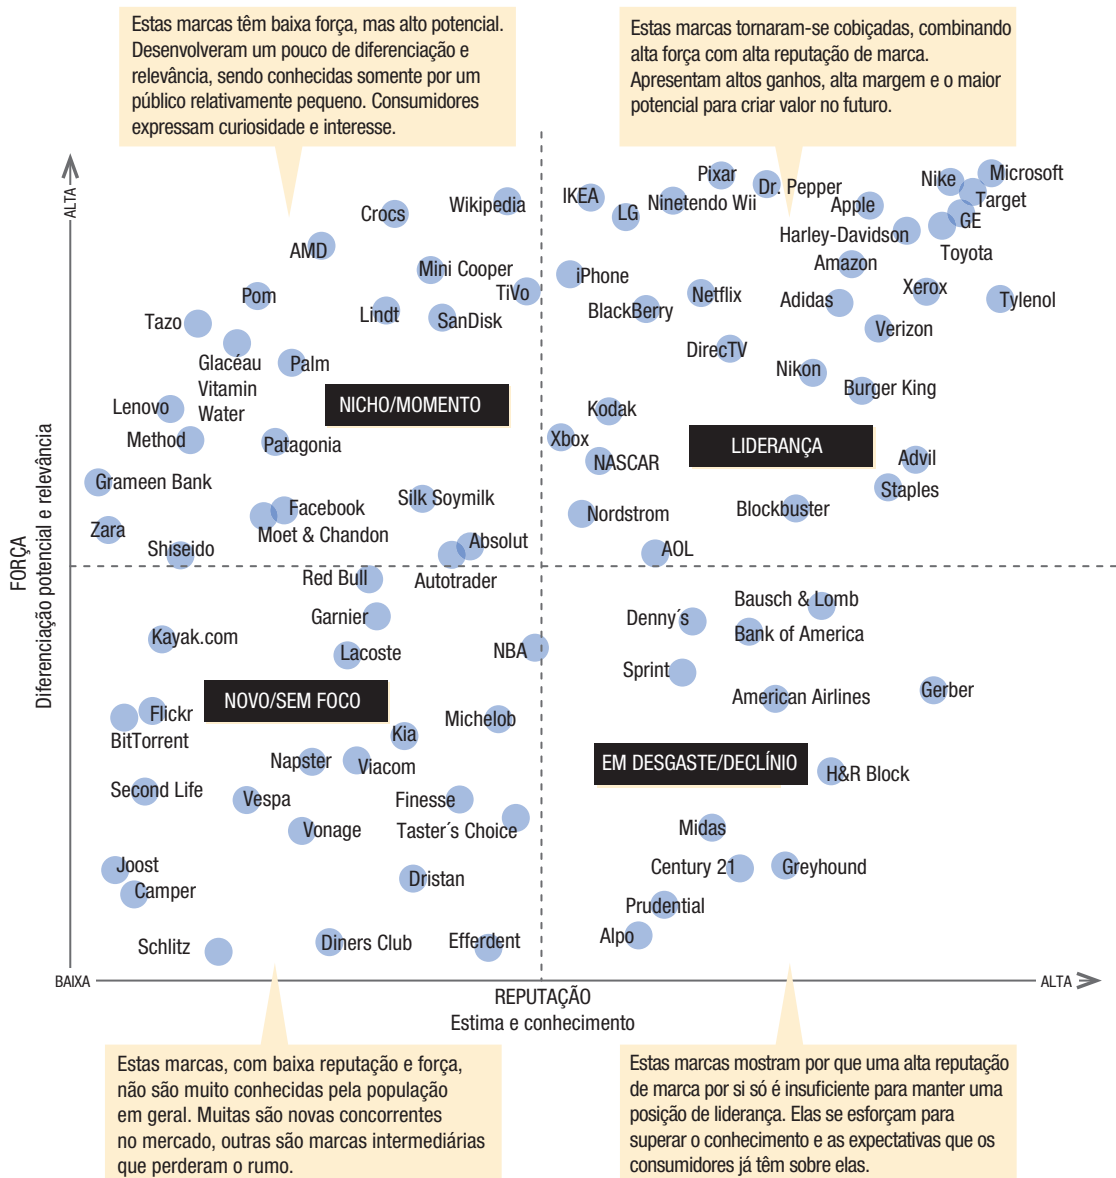 Estas marcas têm baixa força, mas alto potencial.
Desenvolveram um pouco de diferenciação e
relevância, sendo conhecidas somente por um
público relativamente pequeno. Consumidores
expressam curiosidade e interesse.
Estas marcas tornaram-se cobiçadas, combinando
alta força com alta reputação de marca.
Apresentam altos ganhos, alta margem e o maior
potencial para criar valor no futuro.
ALTA
FORÇA
Diferenciação potencial e relevância
Crocs
Wikipedia
AMD
Mini Cooper
TiVo
Pom
Lindt
SanDisk
Tazo
Glacéau
Vitamin
Water
Palm
NICHO/MOMENTO
Lenovo
Method
Patagonia
Grameen Bank
Silk Soymilk
Facebook
Moet & Chandon
Zara
Shiseido
Absolut
Autotrader
IKEA
LG
Pixar
Ninetendo Wii
Dr. Pepper
Apple
Nike
Microsoft
Target
GE
Harley-Davidson
Toyota
Amazon
iPhone
BlackBerry
Netflix
Adidas
Xerox
Tylenol
Verizon
DirecTV
Nikon
Burger King
Kodak
Xbox
NASCAR
LIDERANÇA
Advil
Staples
Nordstrom
Blockbuster
AOL
Red Bull
Garnier
Kayak.com
Lacoste
NBA
NOVO/SEM FOCO
Flickr
BitTorrent
Michelob
Kia
Napster
Viacom
Second Life
Vespa
Finesse
Vonage
Taster´s Choice
Joost
Camper
Dristan
Schlitz
Diners Club
Efferdent
Denny´s
Bausch & Lomb
Bank of America
Sprint
American Airlines
Gerber
EM DESGASTE/DECLÍNIO
H&R Block
Midas
Century 21
Greyhound
Prudential
Alpo
BAIXA
ALTA
REPUTAÇÃO
Estima e conhecimento
Estas marcas, com baixa reputação e força,
não são muito conhecidas pela população
em geral. Muitas são novas concorrentes
no mercado, outras são marcas intermediárias
que perderam o rumo.
Estas marcas mostram por que uma alta reputação
de marca por si só é insuficiente para manter uma
posição de liderança. Elas se esforçam para
superar o conhecimento e as expectativas que os
consumidores já têm sobre elas.